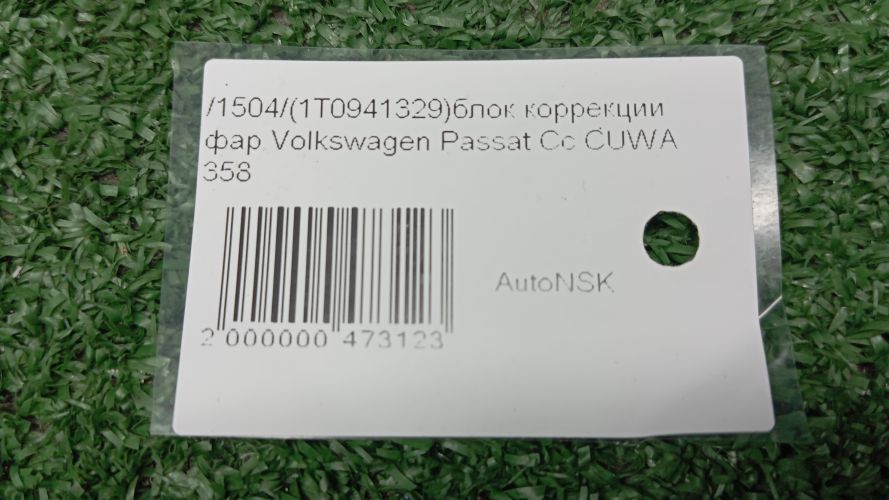 /1504/(1T0941329)блок коррекции
фар Volkswagen Passat Cc CUWA
358
AutoNSK
2 000000 473123